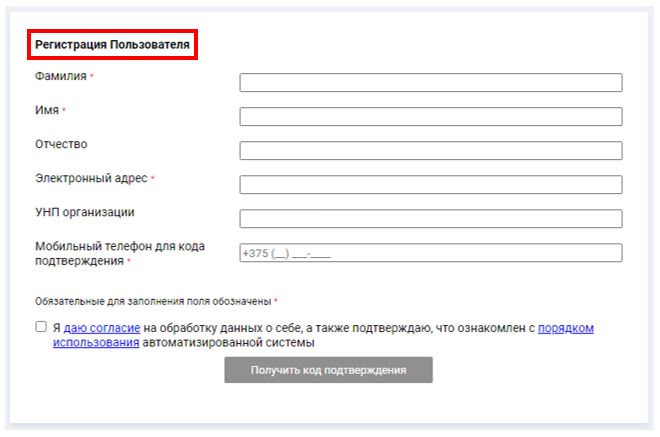 Регистрация Пользователя
Фамилия *
Имя *
Отчество
Электронный адрес *
УНП организации
Мобильный телефон для кода
подтверждения *
+375 (__) ___-____
Обязательные для заполнения поля обозначены *
Я даю согласие на обработку данных о себе, а также подтверждаю, что ознакомлен с порядком
использования автоматизированной системы
Получить код подтверждения